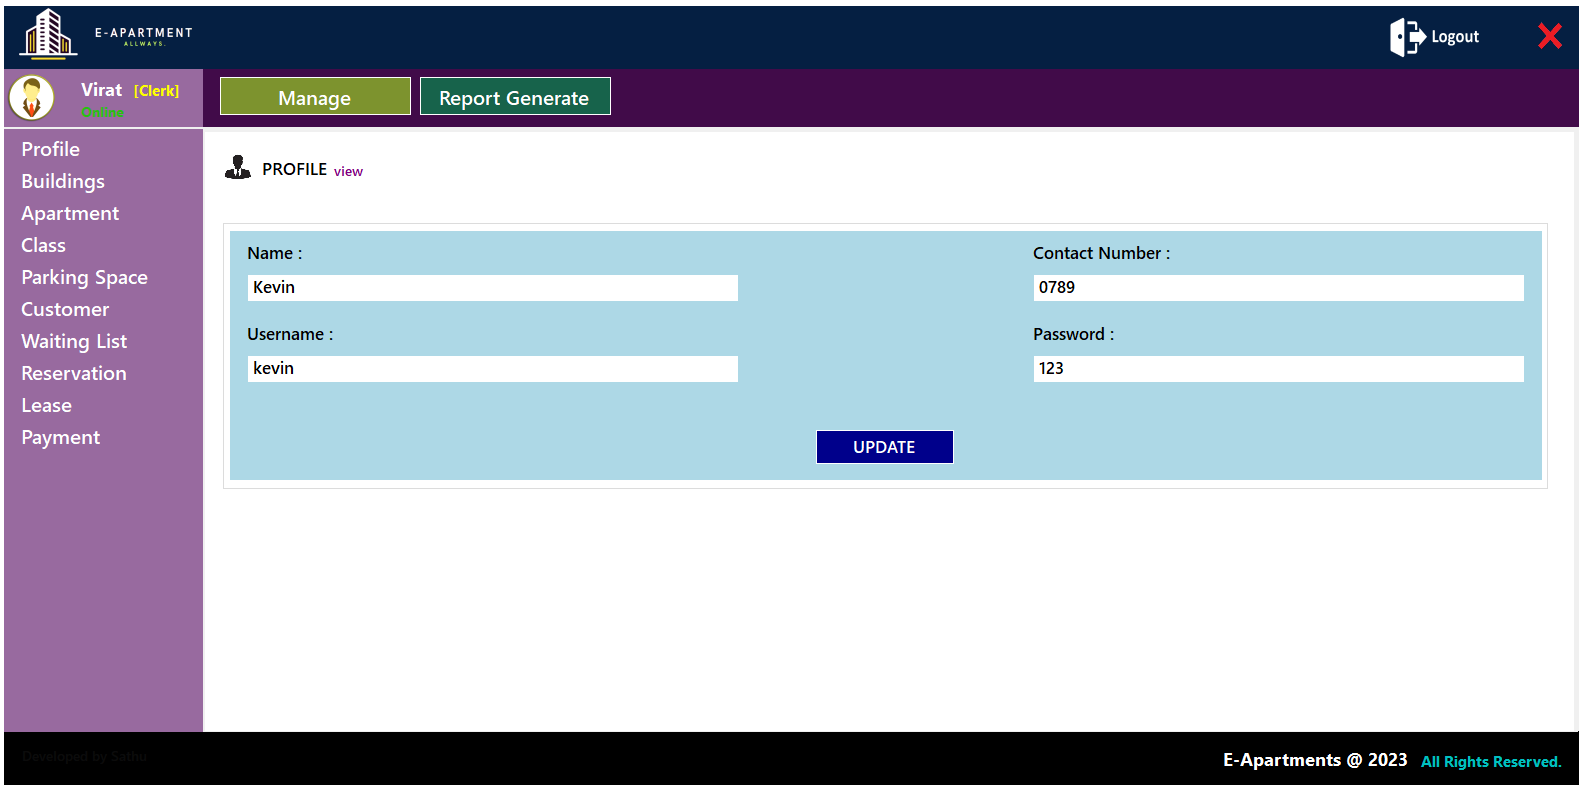 E-APARTMENT
ALLWAYS.
Logout
Virat [Clerk]
Online
Manage
Report Generate
Profile
Buildings
Apartment
Class
Parking Space
Customer
Waiting List
Reservation
Lease
Payment
PROFILE view
Name :
Kevin
Contact Number :
0789
Username :
kevin
Password :
123
UPDATE
Developed by Sathu
E-Apartments @ 2023 All Rights Reserved.